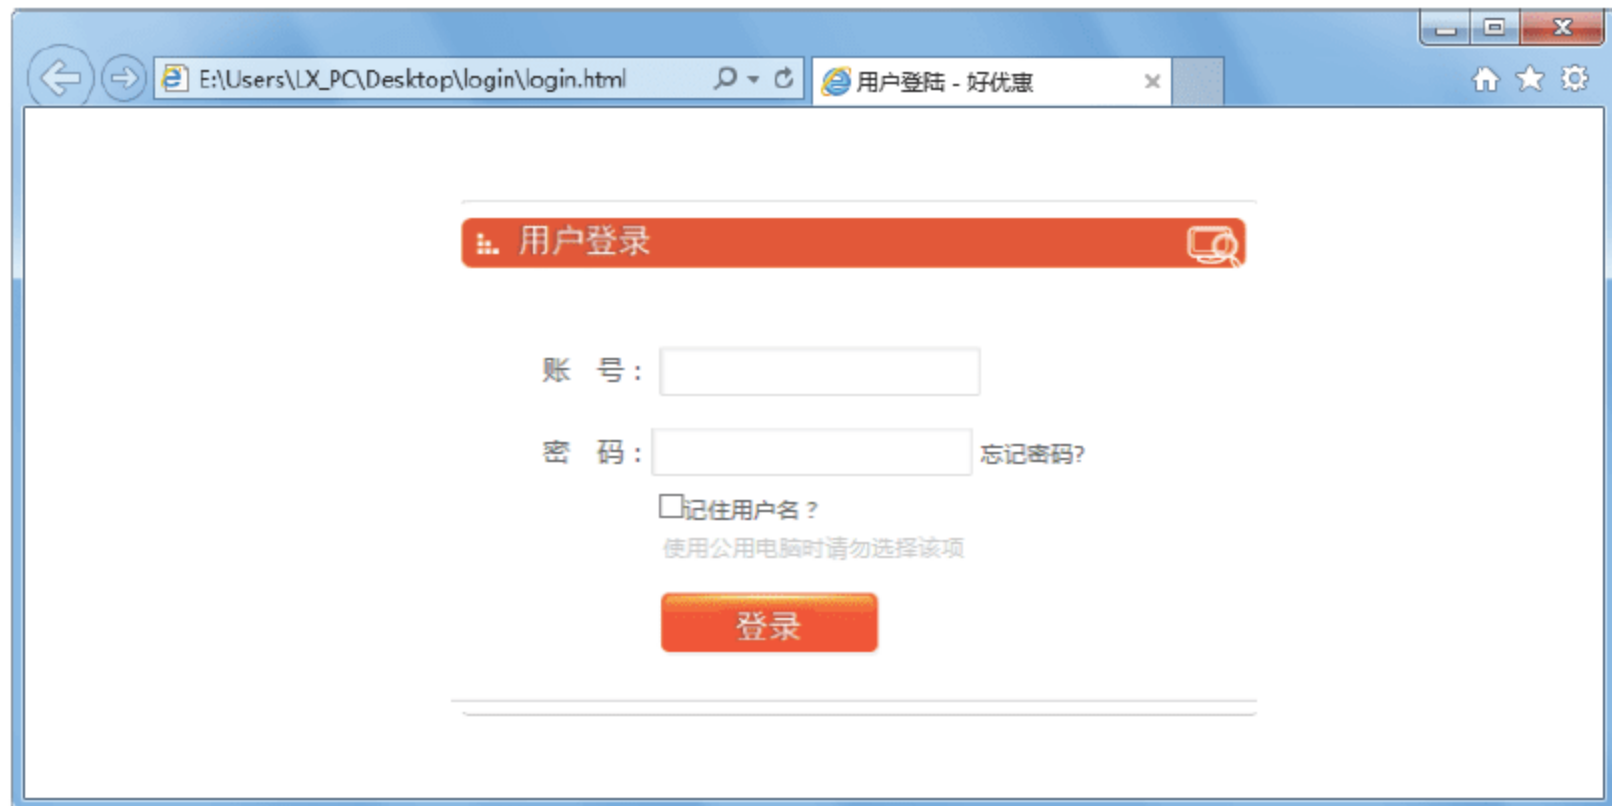 E:\Users\LX_PC\Desktop\login\login.html
用户登陆 - 好优惠
用户登录
账 号：
密 码： 忘记密码?
记住用户名？
使用公用电脑时请勿选择该项
登录